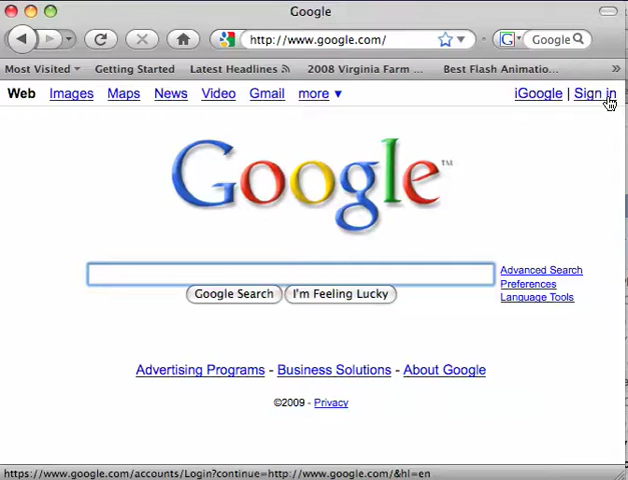 Google
http://www.google.com/
Google
Most Visited Getting Started Latest Headlines 2008 Virginia Farm ... Best Flash Animatio... »
Web Images Maps News Video Gmail more ▼ iGoogle | Sign in
Google™
Advanced Search
Preferences
Language Tools
Google Search I'm Feeling Lucky
Advertising Programs - Business Solutions - About Google
©2009 - Privacy
https://www.google.com/accounts/Login?continue=http://www.google.com/&hl=en